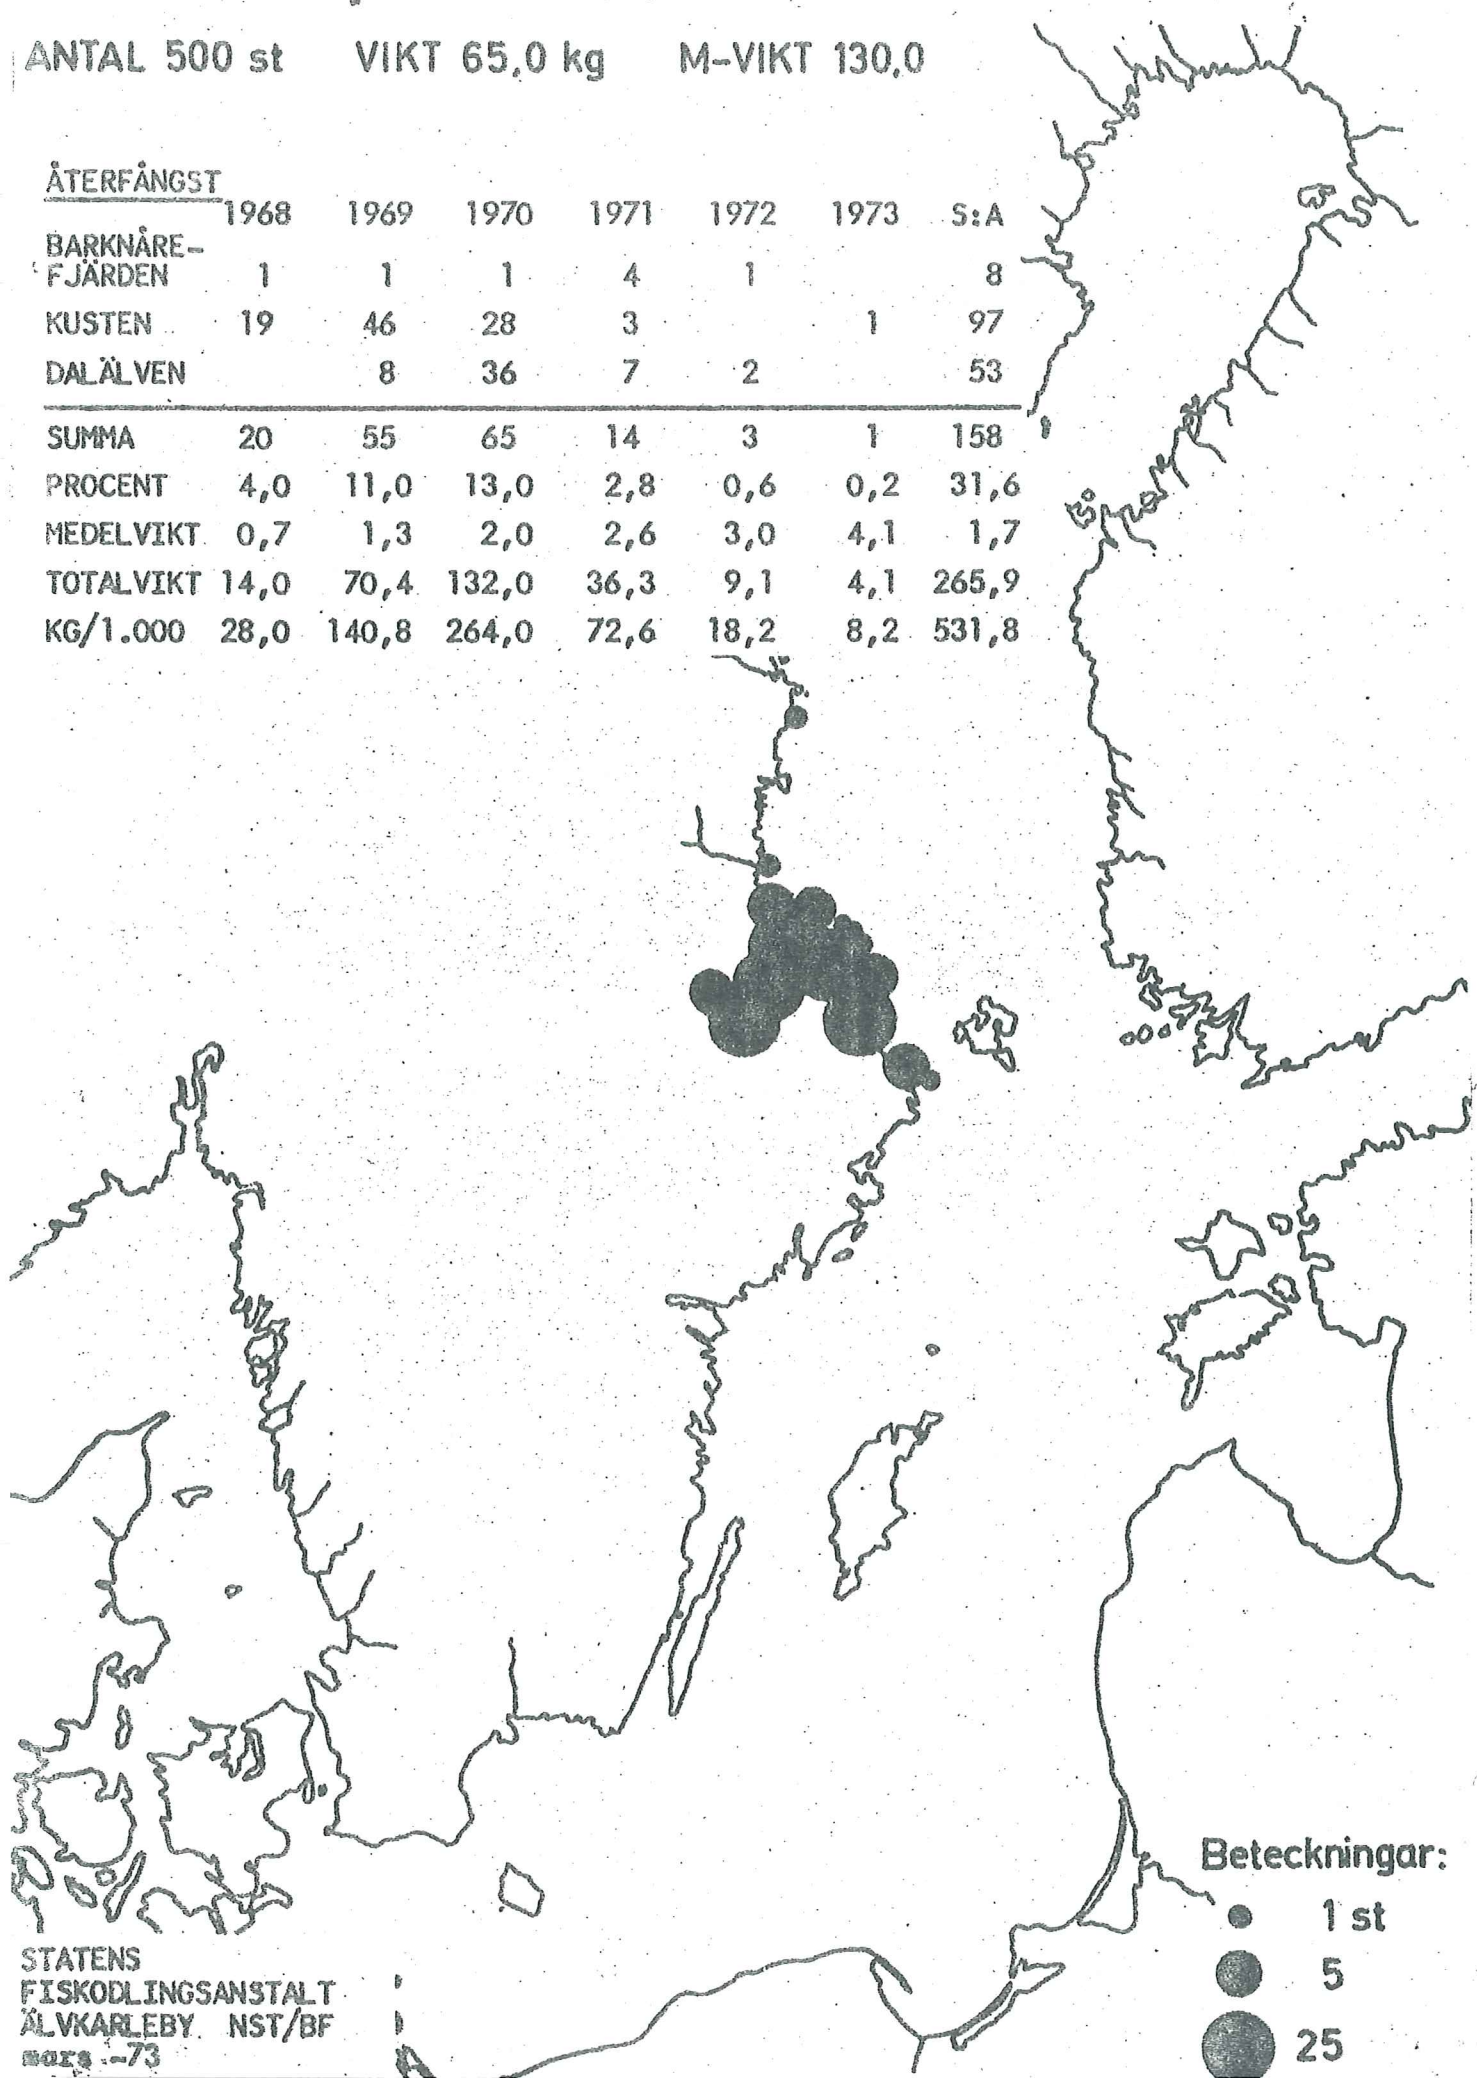 ANTAL 500 st VIKT 65,0 kg M-VIKT 130,0
ÅTERFÅNGST
1968 1969 1970 1971 1972 1973 S:A
BARKNÅRE-
FJÄRDEN 1 1 1 4 1 8
KUSTEN 19 46 28 3 1 97
DALÄLVEN 8 36 7 2 53
SUMMA 20 55 65 14 3 1 158
PROCENT 4,0 11,0 13,0 2,8 0,6 0,2 31,6
MEDELVIKT 0,7 1,3 2,0 2,6 3,0 4,1 1,7
TOTALVIKT 14,0 70,4 132,0 36,3 9,1 4,1 265,9
KG/1.000 28,0 140,8 264,0 72,6 18,2 8,2 531,8
Beteckningar:
1 st
5
25
STATENS
FISKODLINGSANSTALT
ÄLVKARLEBY NST/BF
mars -73